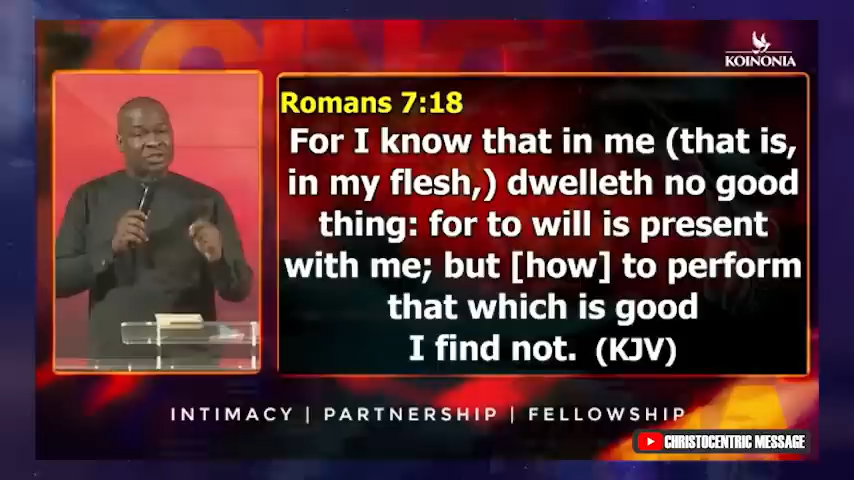 KOINONIA
Romans 7:18
For I know that in me (that is,
in my flesh,) dwelleth no good
thing: for to will is present
with me; but [how] to perform
that which is good
I find not. (KJV)
INTIMACY | PARTNERSHIP | FELLOWSHIP
CHRISTOCENTRIC MESSAGE